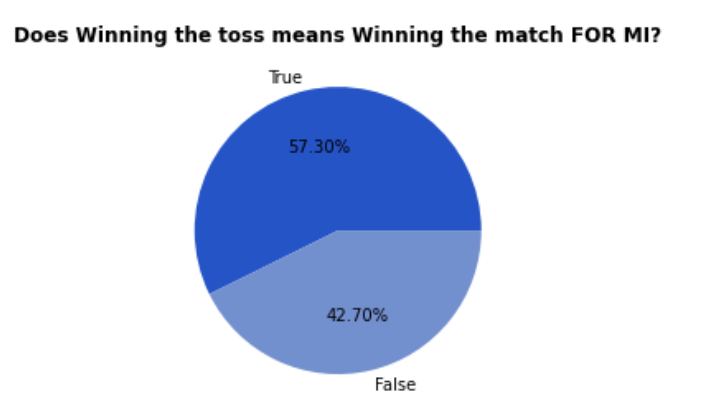 Does Winning the toss means Winning the match FOR MI?
True
57.30%
42.70%
False